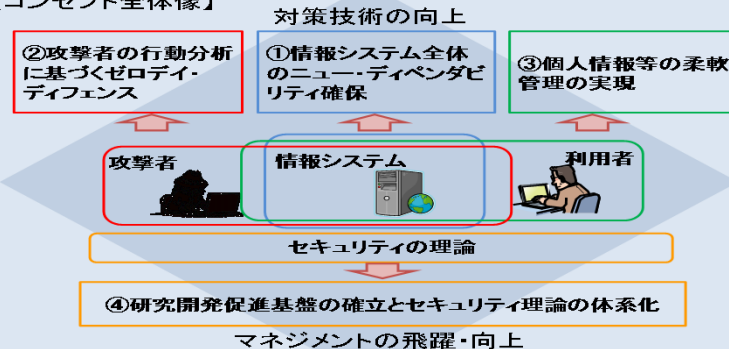 コンセプト全体像】
対策技術の向上
②攻撃者の行動分析
に基づくゼロデイ・
ディフェンス
①情報システム全体
のニュー・ディペンダビ
リティ確保
③個人情報等の柔軟
管理の実現
攻撃者
情報システム
利用者
セキュリティの理論
④研究開発促進基盤の確立とセキュリティ理論の体系化
マネジメントの飛躍・向上